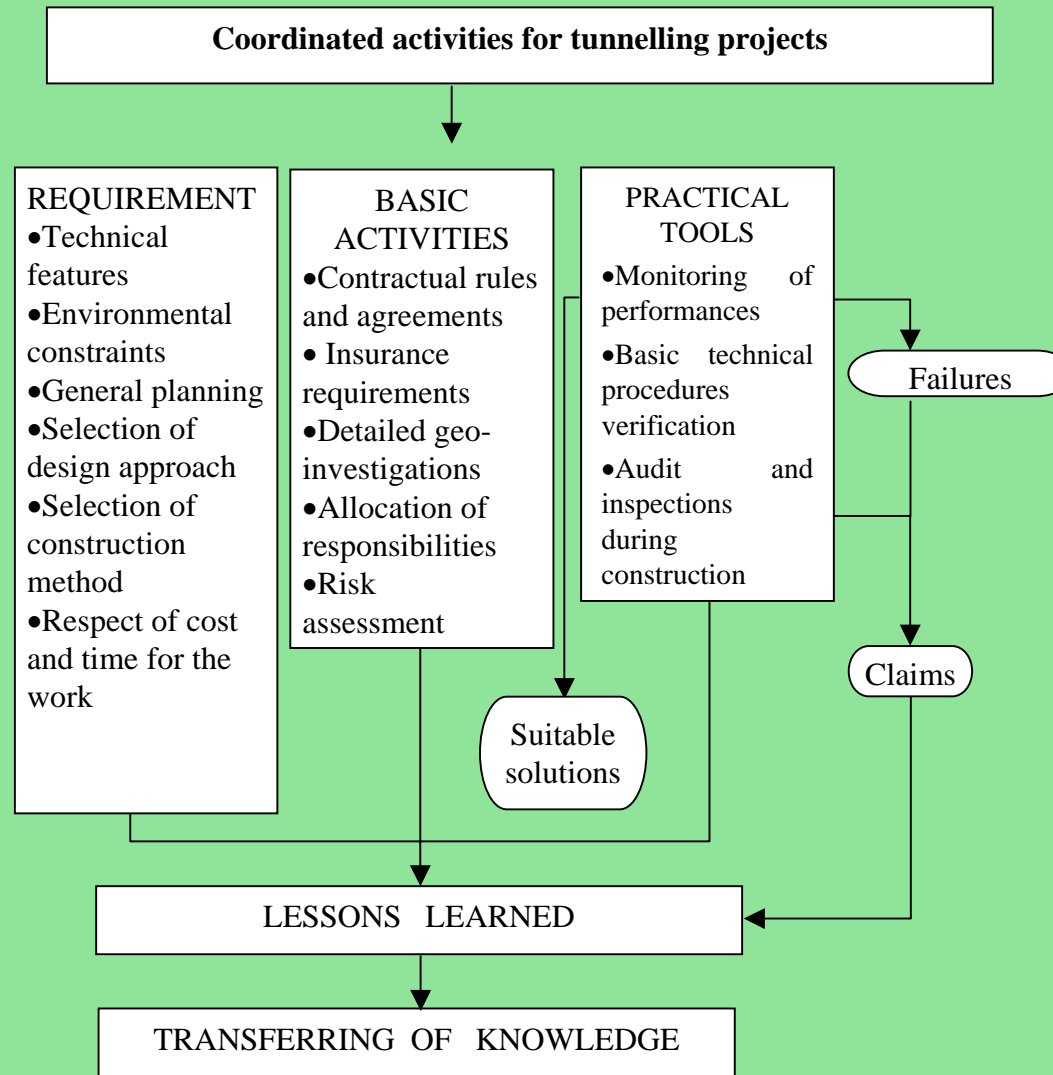 Coordinated activities for tunnelling projects
REQUIREMENT
•Technical
features
•Environmental
constraints
•General planning
•Selection of
design approach
•Selection of
construction
method
•Respect of cost
and time for the
work
BASIC
ACTIVITIES
•Contractual rules
and agreements
• Insurance
requirements
•Detailed geo-
investigations
•Allocation of
responsibilities
•Risk
assessment
PRACTICAL
TOOLS
•Monitoring of
performances
•Basic technical
procedures
verification
•Audit and
inspections
during
construction
Failures
Claims
Suitable
solutions
LESSONS LEARNED
TRANSFERRING OF KNOWLEDGE